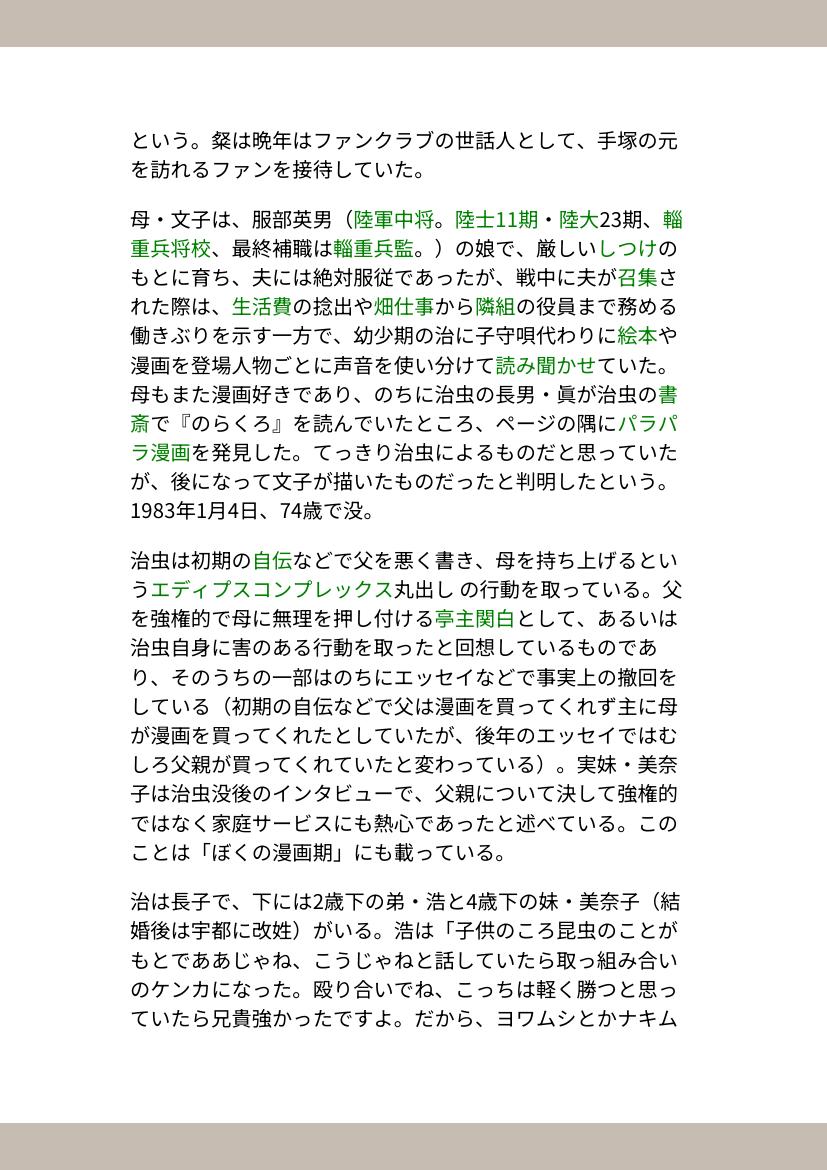 という。粲は晩年はファンクラブの世話人として、手塚の元
を訪れるファンを接待していた。
母・文子は、服部英男（陸軍中将。陸士11期・陸大23期、輜
重兵将校、最終補職は輜重兵監。）の娘で、厳しいしつけの
もとに育ち、夫には絶対服従であったが、戦中に夫が召集さ
れた際は、生活費の捻出や畑仕事から隣組の役員まで務める
働きぶりを示す一方で、幼少期の治に子守唄代わりに絵本や
漫画を登場人物ごとに声音を使い分けて読み聞かせていた。
母もまた漫画好きであり、のちに治虫の長男・眞が治虫の書
斎で『のらくろ』を読んでいたところ、ページの隅にパラパ
ラ漫画を発見した。てっきり治虫によるものだと思っていた
が、後になって文子が描いたものだったと判明したという。
1983年1月4日、74歳で没。
治虫は初期の自伝などで父を悪く書き、母を持ち上げるとい
うエディプスコンプレックス丸出し の行動を取っている。父
を強権的で母に無理を押し付ける亭主関白として、あるいは
治虫自身に害のある行動を取ったと回想しているものであ
り、そのうちの一部はのちにエッセイなどで事実上の撤回を
している（初期の自伝などで父は漫画を買ってくれず主に母
が漫画を買ってくれたとしていたが、後年のエッセイではむ
しろ父親が買ってくれていたと変わっている）。実妹・美奈
子は治虫没後のインタビューで、父親について決して強権的
ではなく家庭サービスにも熱心であったと述べている。この
ことは「ぼくの漫画期」にも載っている。
治は長子で、下には2歳下の弟・浩と4歳下の妹・美奈子（結
婚後は宇都に改姓）がいる。浩は「子供のころ昆虫のことが
もとでああじゃね、こうじゃねと話していたら取っ組み合い
のケンカになった。殴り合いでね、こっちは軽く勝つと思っ
ていたら兄貴強かったですよ。だから、ヨワムシとかナキム